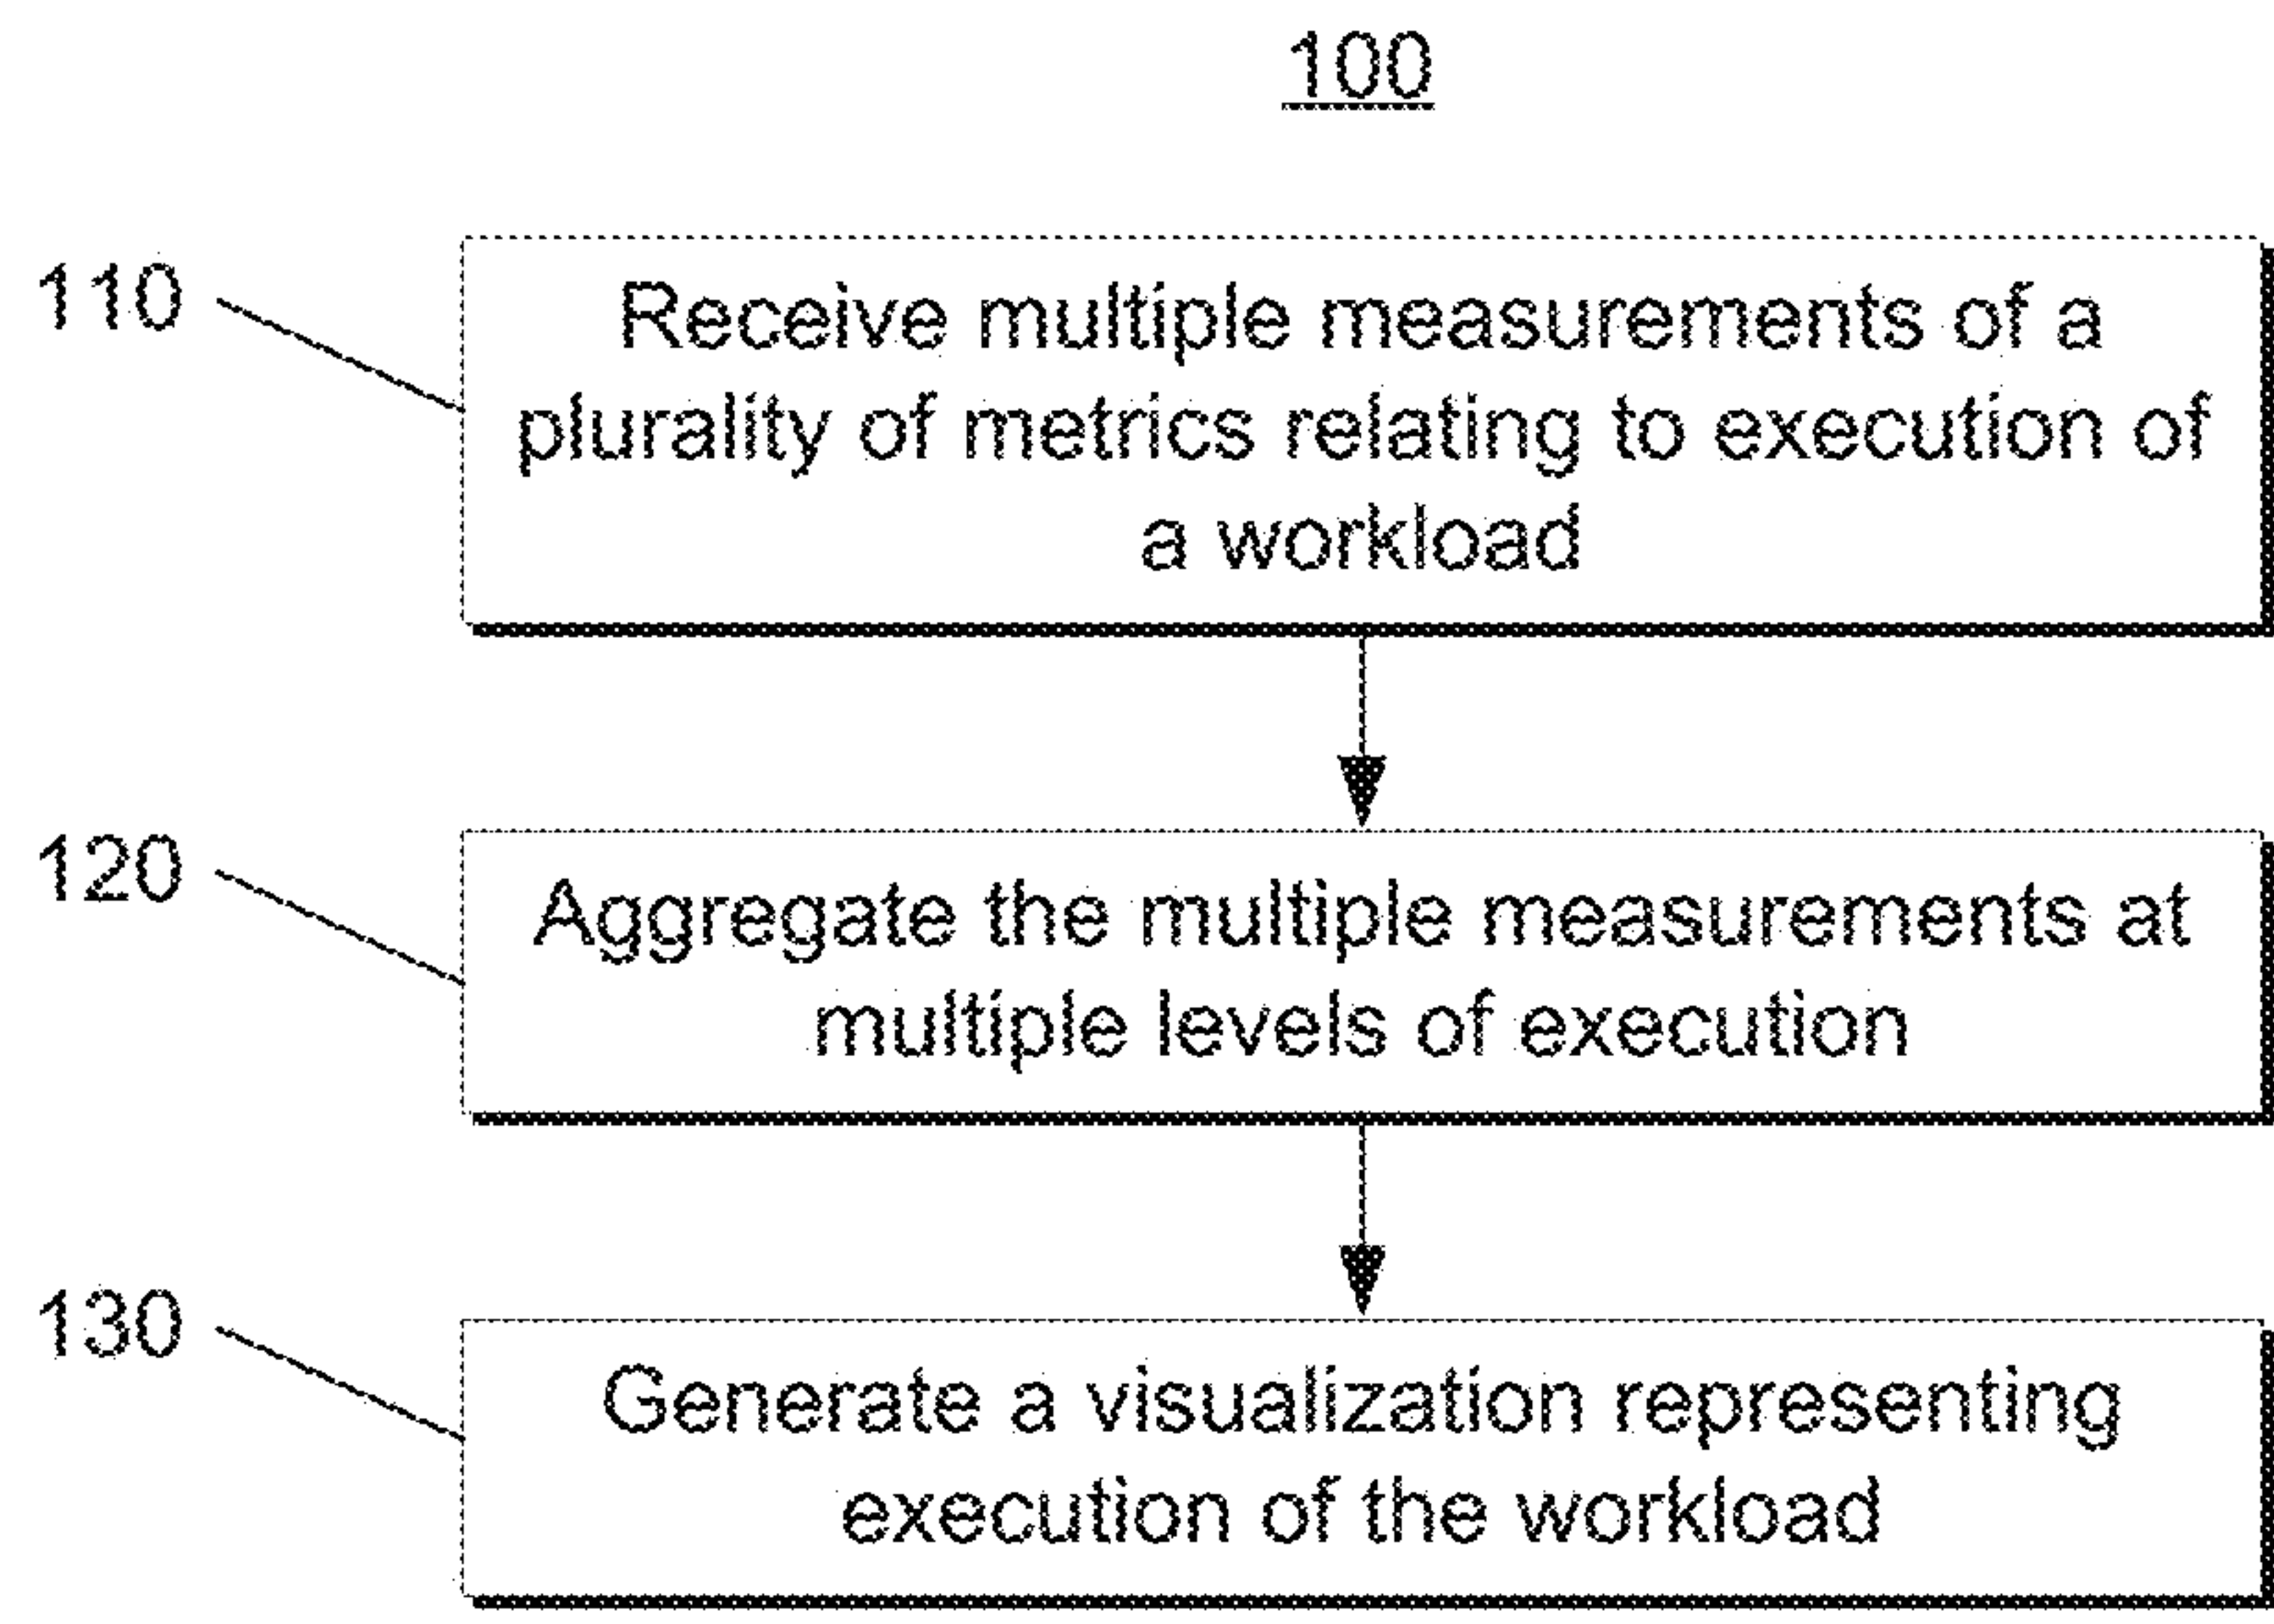 100
110
Receive multiple measurements of a
plurality of metrics relating to execution of
a workload
120
Aggregate the multiple measurements at
multiple levels of execution
130
Generate a visualization representing
execution of the workload